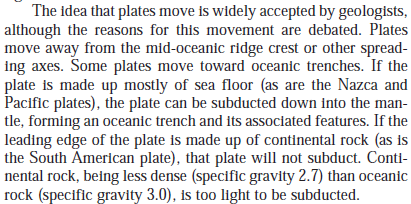 The idea that plates move is widely accepted by geologists,
although the reasons for this movement are debated. Plates
move away from the mid-oceanic ridge crest or other spread-
ing axes. Some plates move toward oceanic trenches. If the
plate is made up mostly of sea floor (as are the Nazca and
Pacific plates), the plate can be subducted down into the man-
tle, forming an oceanic trench and its associated features. If the
leading edge of the plate is made up of continental rock (as is
the South American plate), that plate will not subduct. Conti-
nental rock, being less dense (specific gravity 2.7) than oceanic
rock (specific gravity 3.0), is too light to be subducted.